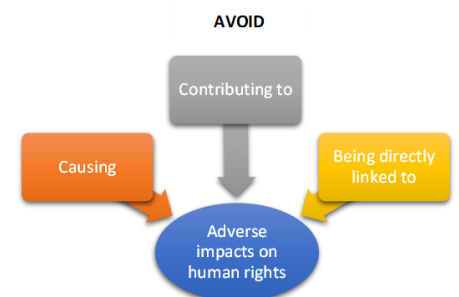 AVOID
Contributing to
Causing
Being directly
linked to
Adverse
impacts on
human rights